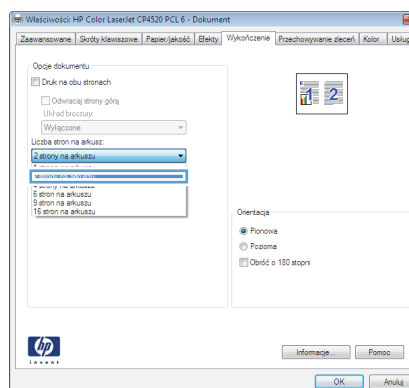 Właściwości: HP Color LaserJet CP4520 PCL 6 - Dokument
Zaawansowane Skróty klawiszowe Papier/jakość Efekty Wykończenie Przechowywanie zleceń Kolor Usług
Opcje dokumentu
Druk na obu stronach
Odwracaj strony górą
Układ broszury:
Wyłączone
Liczba stron na arkusz:
2 strony na arkuszu
6 stron na arkuszu
9 stron na arkuszu
16 stron na arkuszu
1 2
Orientacja
Pionowa
Pozioma
Obróć o 180 stopni
hp
invent
Informacje... Pomoc
OK Anuluj